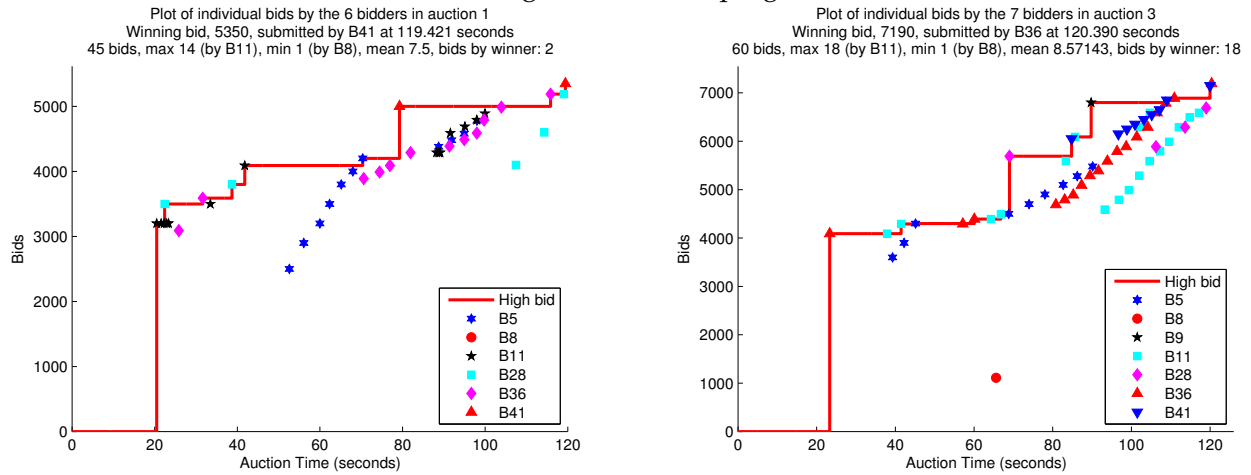 Plot of individual bids by the 6 bidders in auction 1
Winning bid, 5350, submitted by B41 at 119.421 seconds
45 bids, max 14 (by B11), min 1 (by B8), mean 7.5, bids by winner: 2
5000
4000
3000
2000
1000
0
Bids
0 20 40 60 80 100 120
Auction Time (seconds)
High bid
B5
B8
B11
B28
B36
B41
Plot of individual bids by the 7 bidders in auction 3
Winning bid, 7190, submitted by B36 at 120.390 seconds
60 bids, max 18 (by B11), min 1 (by B8), mean 8.57143, bids by winner: 18
7000
6000
5000
4000
3000
2000
1000
0
Bids
0 20 40 60 80 100 120
Auction Time (seconds)
High bid
B5
B8
B9
B11
B28
B36
B41